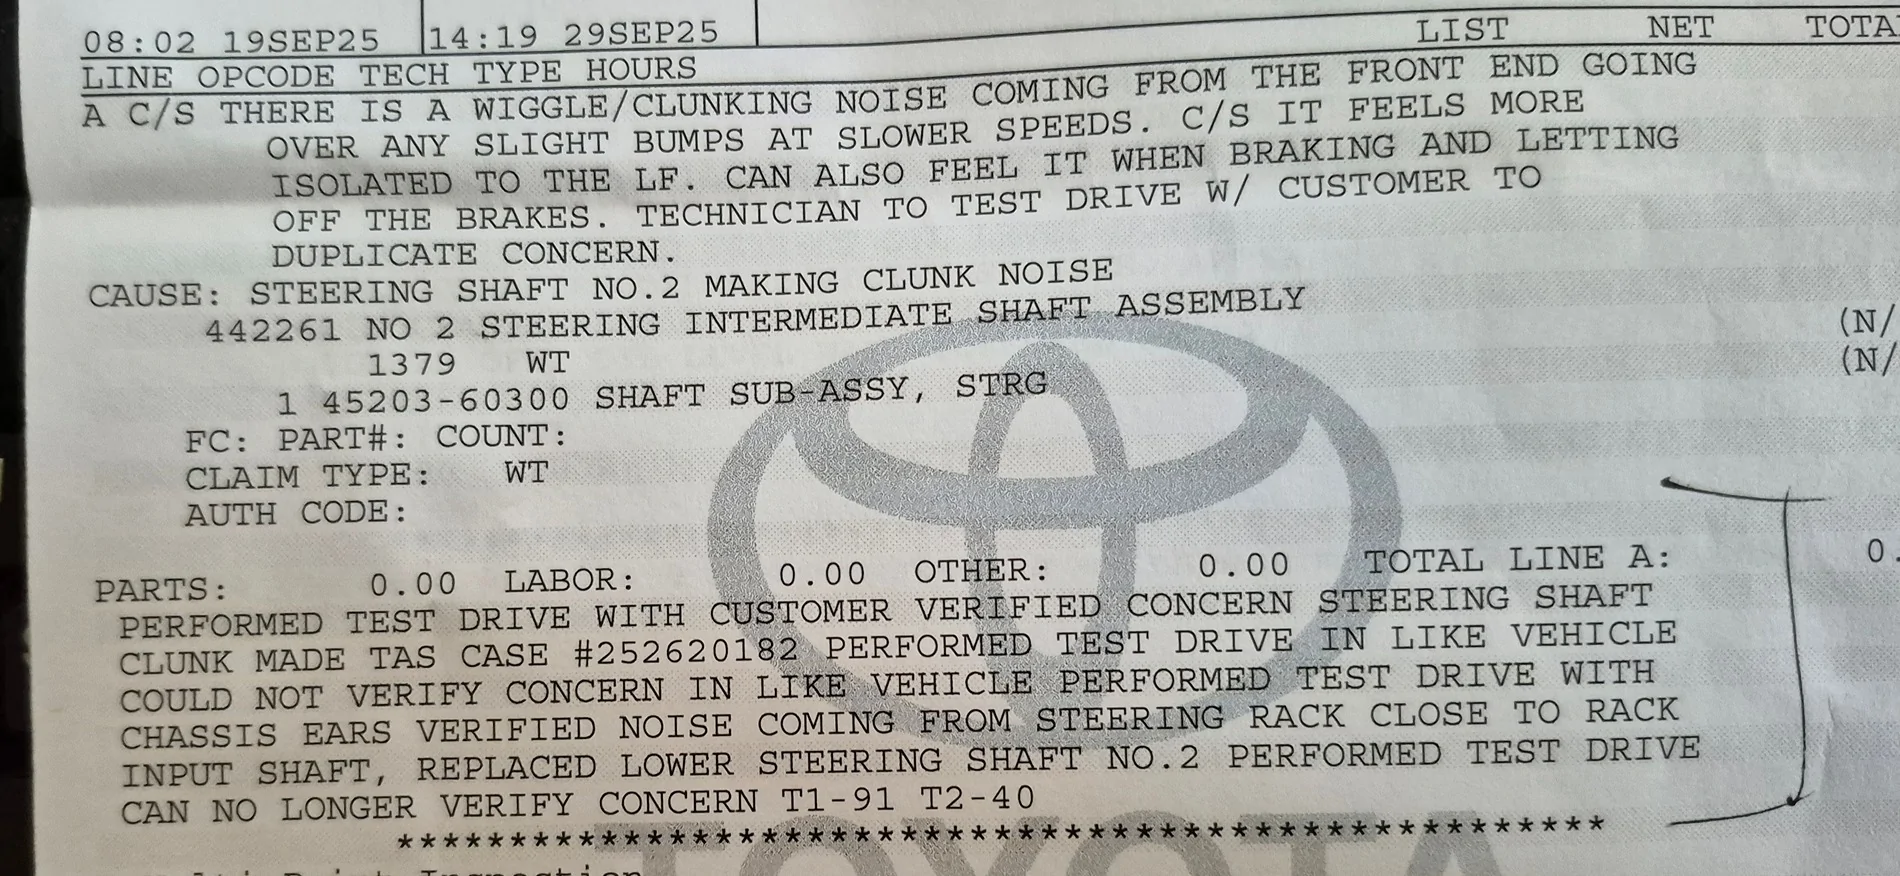 08:02 19SEP25 14:19 29SEP25 LIST NET TOTA
LINE OPCODE TECH TYPE HOURS
A C/S THERE IS A WIGGLE/CLUNKING NOISE COMING FROM THE FRONT END GOING
OVER ANY SLIGHT BUMPS AT SLOWER SPEEDS. C/S IT FEELS MORE
ISOLATED TO THE LF. CAN ALSO FEEL IT WHEN BRAKING AND LETTING
OFF THE BRAKES. TECHNICIAN TO TEST DRIVE W/ CUSTOMER TO
DUPLICATE CONCERN.
CAUSE: STEERING SHAFT NO.2 MAKING CLUNK NOISE
442261 NO 2 STEERING INTERMEDIATE SHAFT ASSEMBLY
1379 WT (N/
1 45203-60300 SHAFT SUB-ASSY, STRG (N/
FC: PART#: COUNT:
CLAIM TYPE: WT
AUTH CODE:
PARTS: 0.00 LABOR: 0.00 OTHER: 0.00 TOTAL LINE A: 0.
PERFORMED TEST DRIVE WITH CUSTOMER VERIFIED CONCERN STEERING SHAFT
CLUNK MADE TAS CASE #252620182 PERFORMED TEST DRIVE IN LIKE VEHICLE
COULD NOT VERIFY CONCERN IN LIKE VEHICLE PERFORMED TEST DRIVE WITH
CHASSIS EARS VERIFIED NOISE COMING FROM STEERING RACK CLOSE TO RACK
INPUT SHAFT, REPLACED LOWER STEERING SHAFT NO.2 PERFORMED TEST DRIVE
CAN NO LONGER VERIFY CONCERN T1-91 T2-40
*****************************************************
TOYOTA
Point Inspection